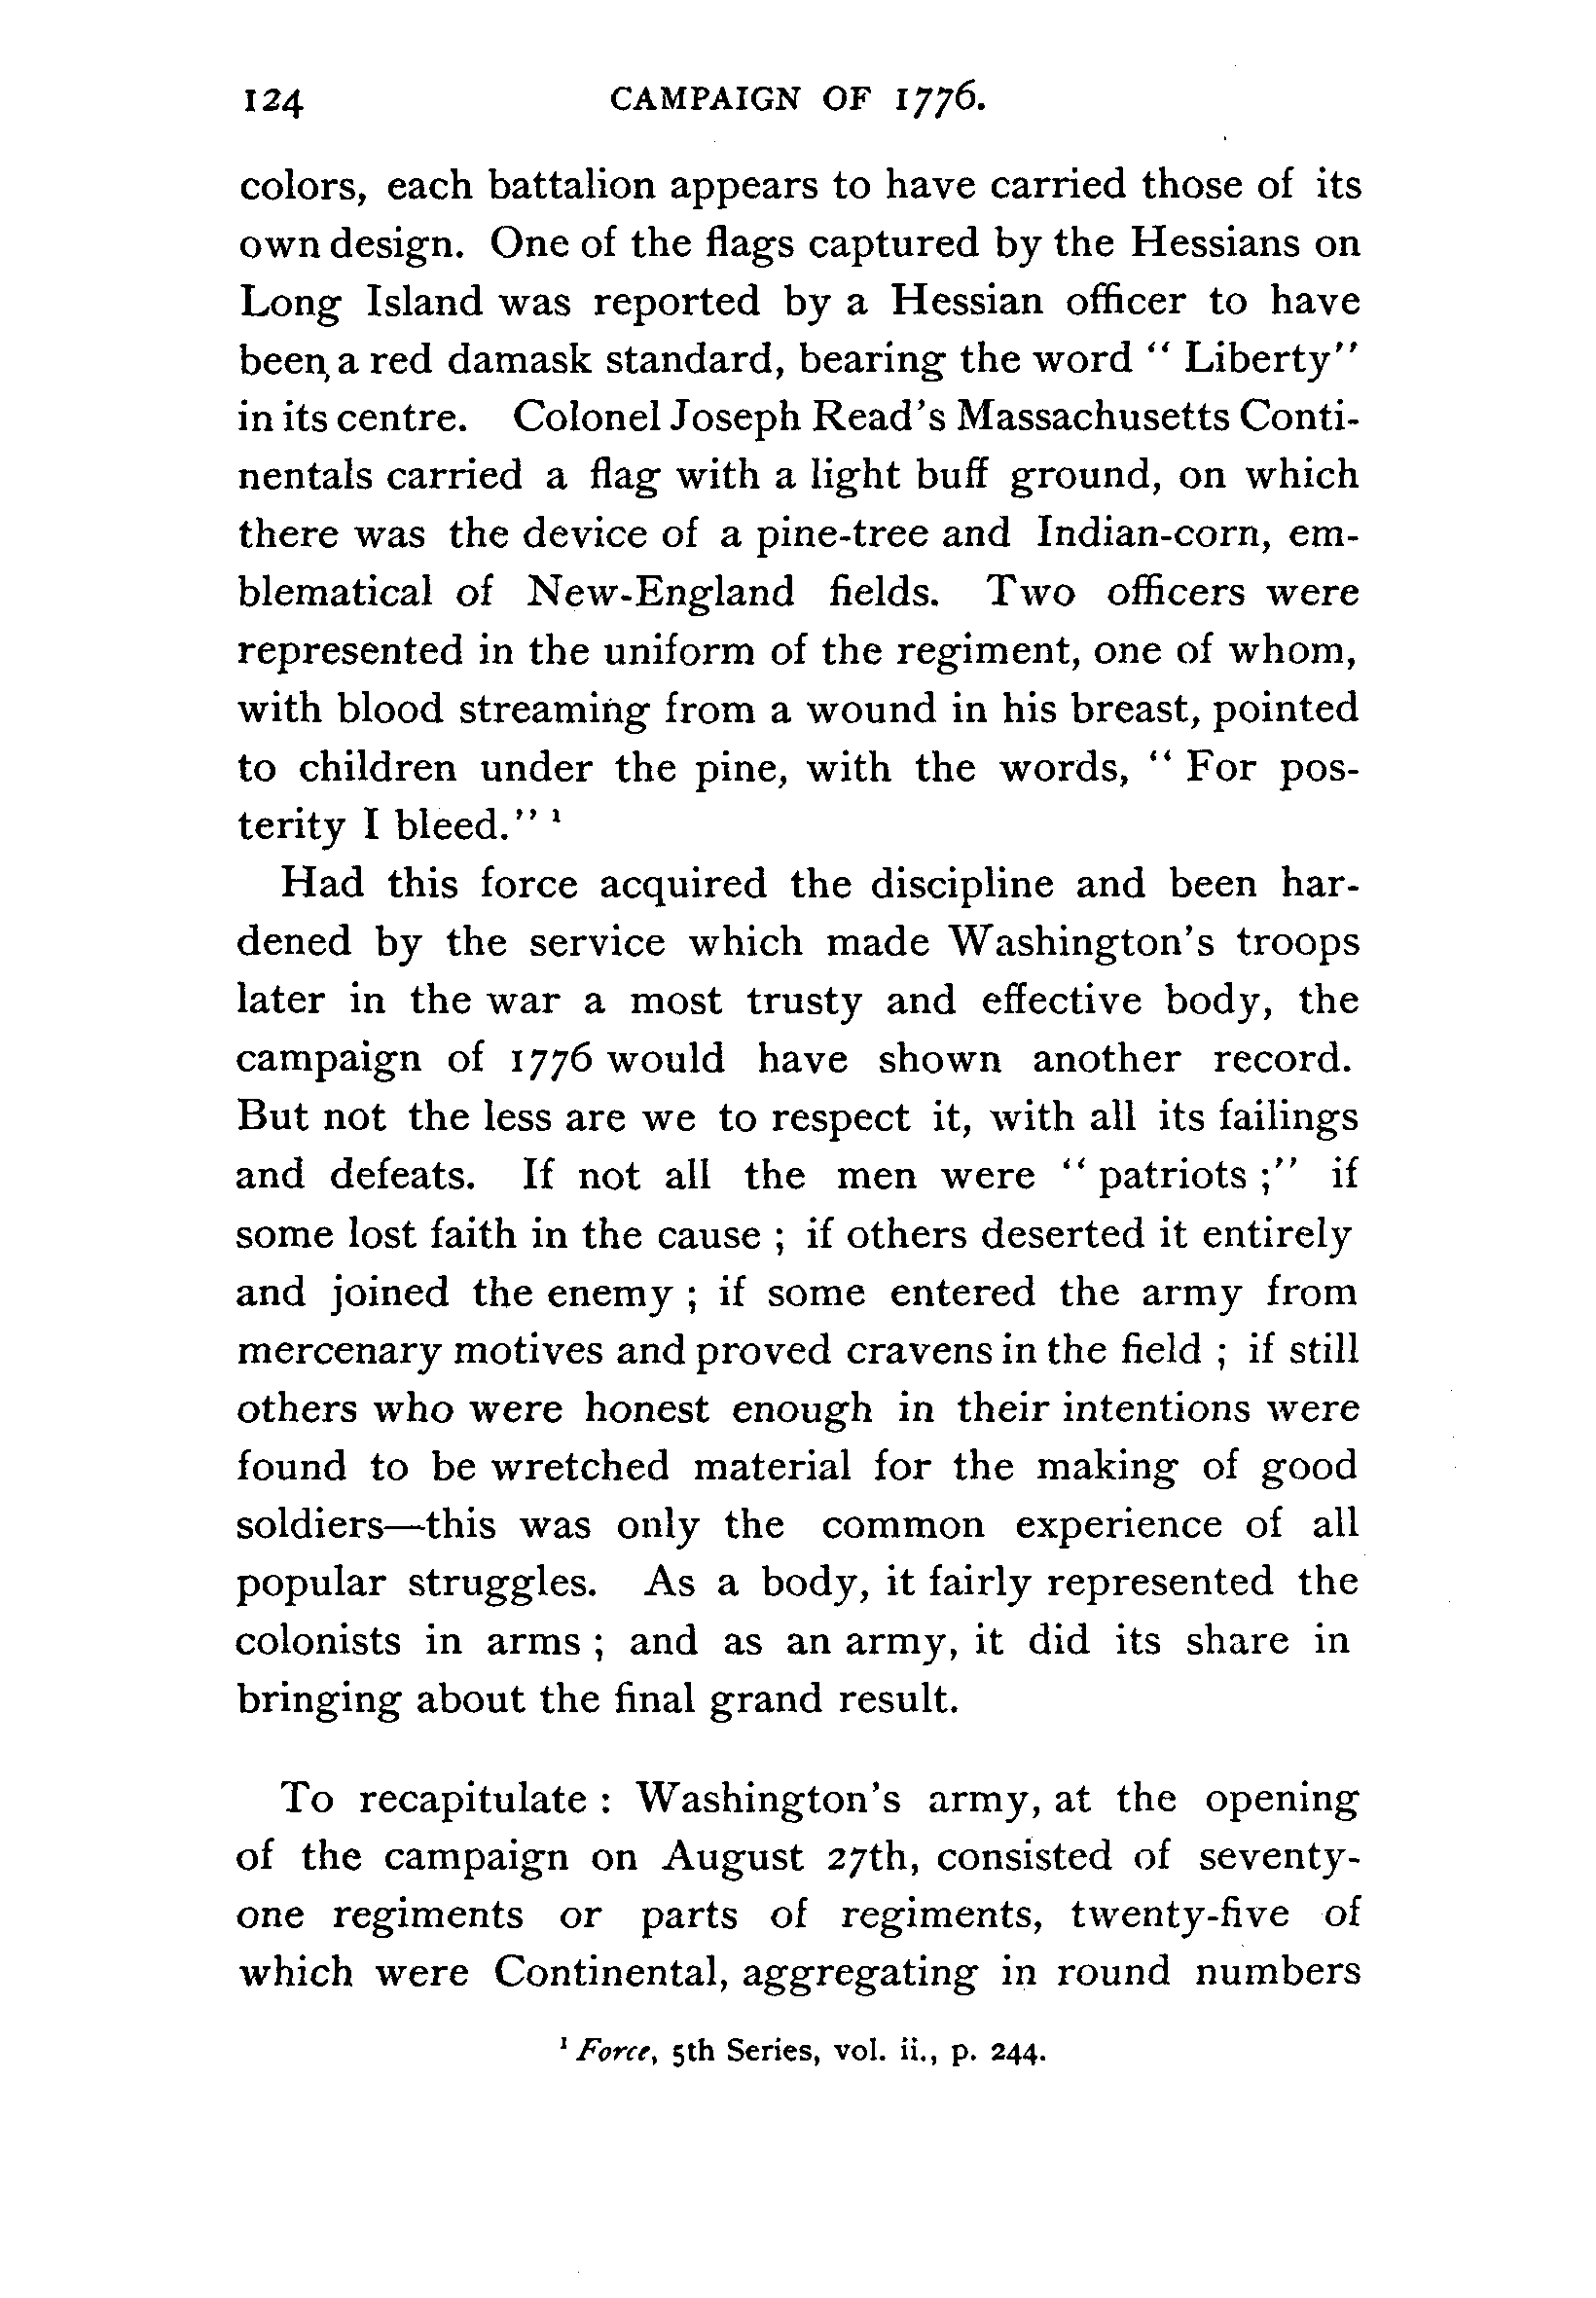 124 CAMPAIGN OF 1776.
colors, each battalion appears to have carried those of its
own design. One of the flags captured by the Hessians on
Long Island was reported by a Hessian officer to have
been a red damask standard, bearing the word " Liberty"
in its centre. Colonel Joseph Read's Massachusetts Conti-
nentals carried a flag with a light buff ground, on which
there was the device of a pine-tree and Indian-corn, em-
blematical of New-England fields. Two officers were
represented in the uniform of the regiment, one of whom,
with blood streaming from a wound in his breast, pointed
to children under the pine, with the words, " For pos-
terity I bleed." ¹
Had this force acquired the discipline and been har-
dened by the service which made Washington's troops
later in the war a most trusty and effective body, the
campaign of 1776 would have shown another record.
But not the less are we to respect it, with all its failings
and defeats. If not all the men were " patriots ;" if
some lost faith in the cause ; if others deserted it entirely
and joined the enemy ; if some entered the army from
mercenary motives and proved cravens in the field ; if still
others who were honest enough in their intentions were
found to be wretched material for the making of good
soldiers—this was only the common experience of all
popular struggles. As a body, it fairly represented the
colonists in arms ; and as an army, it did its share in
bringing about the final grand result.
To recapitulate : Washington's army, at the opening
of the campaign on August 27th, consisted of seventy-
one regiments or parts of regiments, twenty-five of
which were Continental, aggregating in round numbers
¹ Force, 5th Series, vol. ii., p. 244.